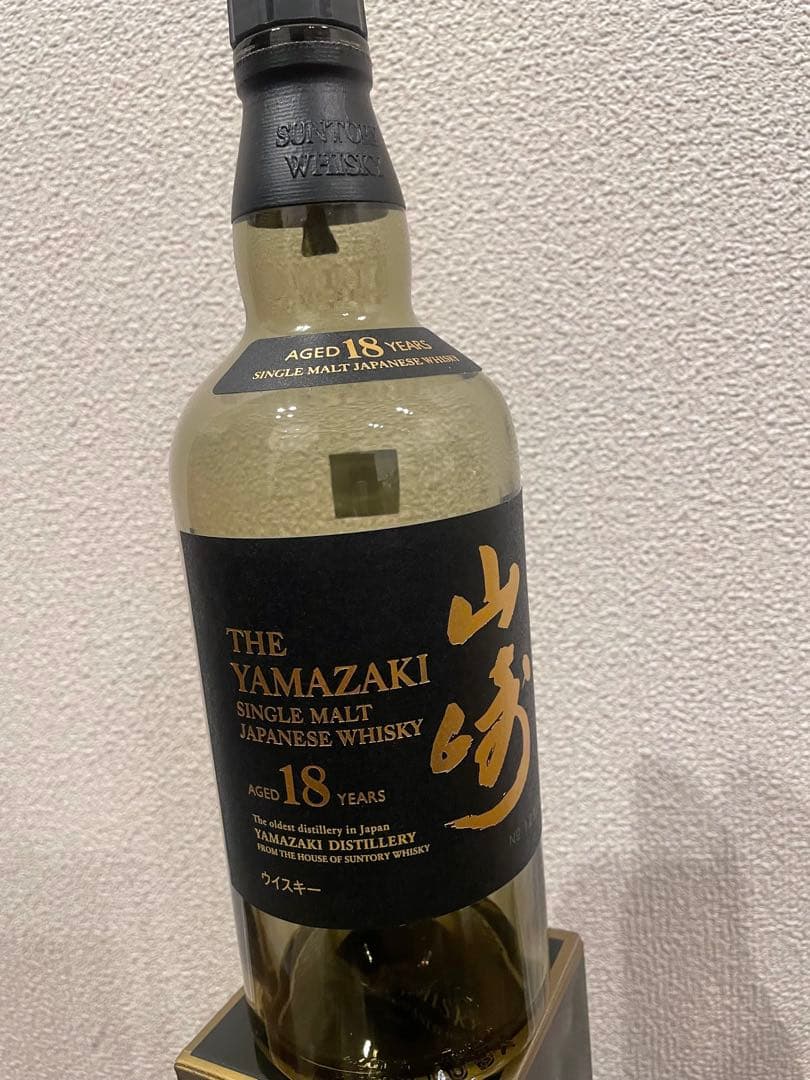 SUNTORY
WHISKY
AGED 18 YEARS
SINGLE MALT JAPANESE WHISKY
山崎
THE
YAMAZAKI
SINGLE MALT
JAPANESE WHISKY
AGED 18 YEARS
The oldest distillery in Japan
YAMAZAKI DISTILLERY
FROM THE HOUSE OF SUNTORY WHISKY
ウイスキー